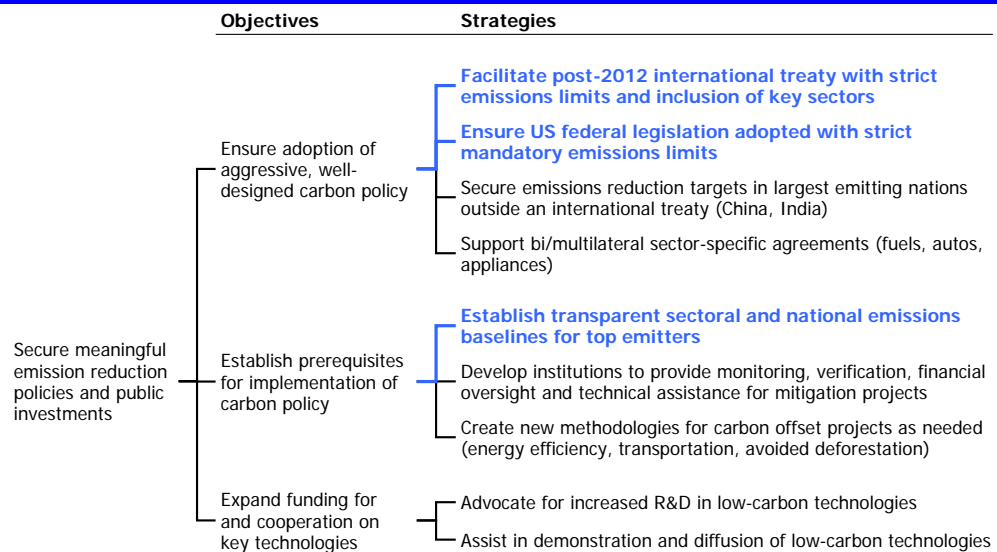 Objectives
Strategies
Facilitate post-2012 international treaty with strict
emissions limits and inclusion of key sectors
Ensure US federal legislation adopted with strict
mandatory emissions limits
Ensure adoption of
aggressive, well-
designed carbon policy
Secure emissions reduction targets in largest emitting nations
outside an international treaty (China, India)
Support bi/multilateral sector-specific agreements (fuels, autos,
appliances)
Establish transparent sectoral and national emissions
baselines for top emitters
Secure meaningful
emission reduction
policies and public
investments
Establish prerequisites
for implementation of
carbon policy
Develop institutions to provide monitoring, verification, financial
oversight and technical assistance for mitigation projects
Create new methodologies for carbon offset projects as needed
(energy efficiency, transportation, avoided deforestation)
Expand funding for
and cooperation on
key technologies
Advocate for increased R&D in low-carbon technologies
Assist in demonstration and diffusion of low-carbon technologies